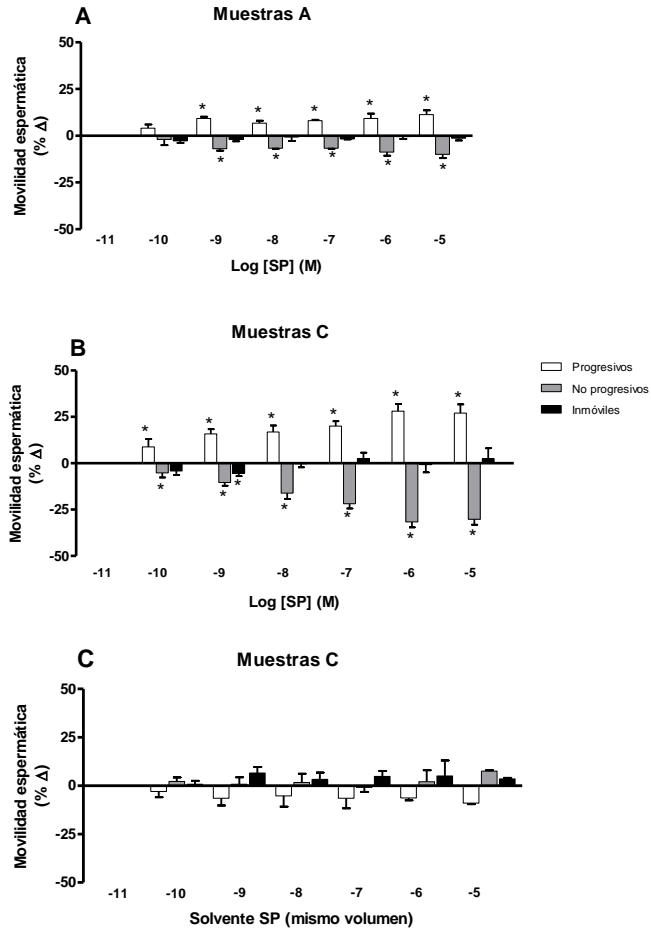 A
Muestras A
Movilidad espermática
(% Δ)
50
25
0
-25
-50
* * * * *
* * * * *
-11 -10 -9 -8 -7 -6 -5
Log [SP] (M)
B
Muestras C
Movilidad espermática
(% Δ)
50
25
0
-25
-50
* * * * * *
* * * * * * *
-11 -10 -9 -8 -7 -6 -5
Log [SP] (M)
Progresivos
No progresivos
Inmóviles
C
Muestras C
Movilidad espermática
(% Δ)
50
25
0
-25
-50
-11 -10 -9 -8 -7 -6 -5
Solvente SP (mismo volumen)